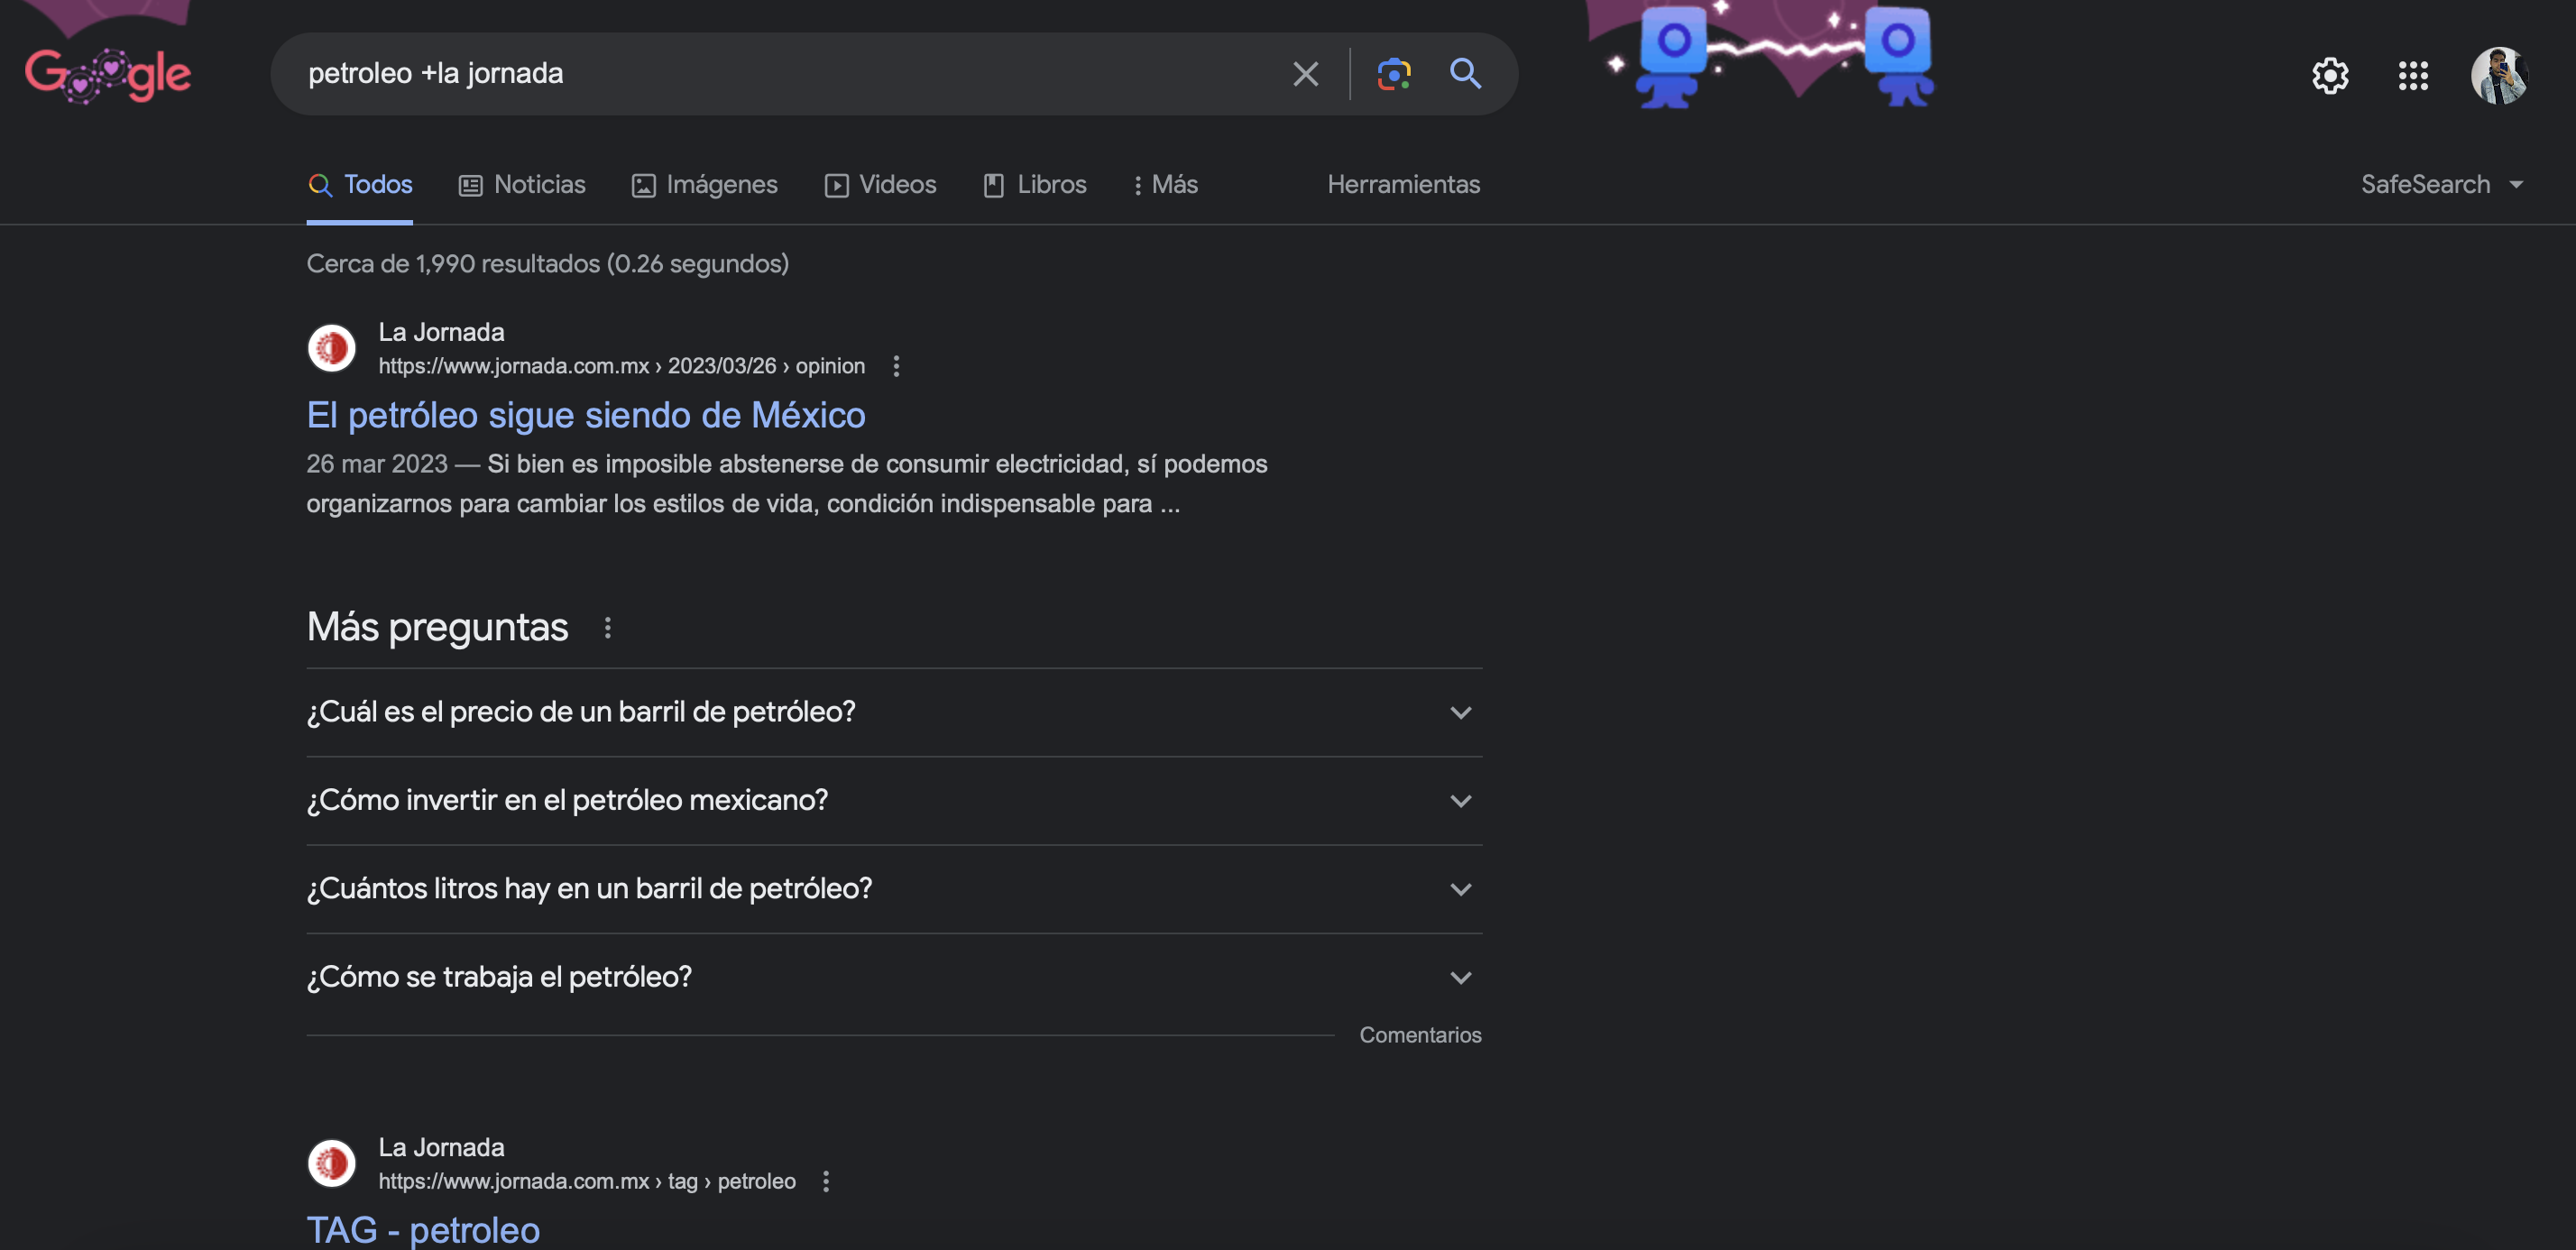 Google
petroleo +la jornada
Todos Noticias Imágenes Videos Libros Más Herramientas SafeSearch
Cerca de 1,990 resultados (0.26 segundos)
La Jornada
https://www.jornada.com.mx › 2023/03/26 › opinion
El petróleo sigue siendo de México
26 mar 2023 — Si bien es imposible abstenerse de consumir electricidad, sí podemos
organizarnos para cambiar los estilos de vida, condición indispensable para ...
Más preguntas
¿Cuál es el precio de un barril de petróleo?
¿Cómo invertir en el petróleo mexicano?
¿Cuántos litros hay en un barril de petróleo?
¿Cómo se trabaja el petróleo?
Comentarios
La Jornada
https://www.jornada.com.mx › tag › petroleo
TAG - petroleo